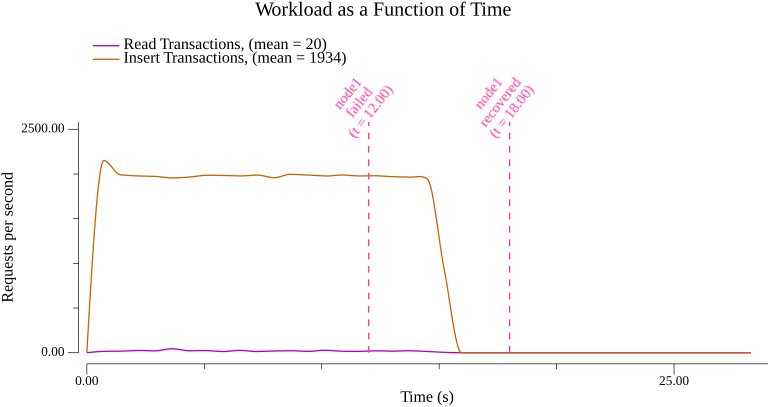 Workload as a Function of Time
Read Transactions, (mean = 20)
Insert Transactions, (mean = 1934)
node1
failed
(t = 12.00)
node1
recovered
(t = 18.00)
2500.00
Requests per second
0.00
0.00
25.00
Time (s)